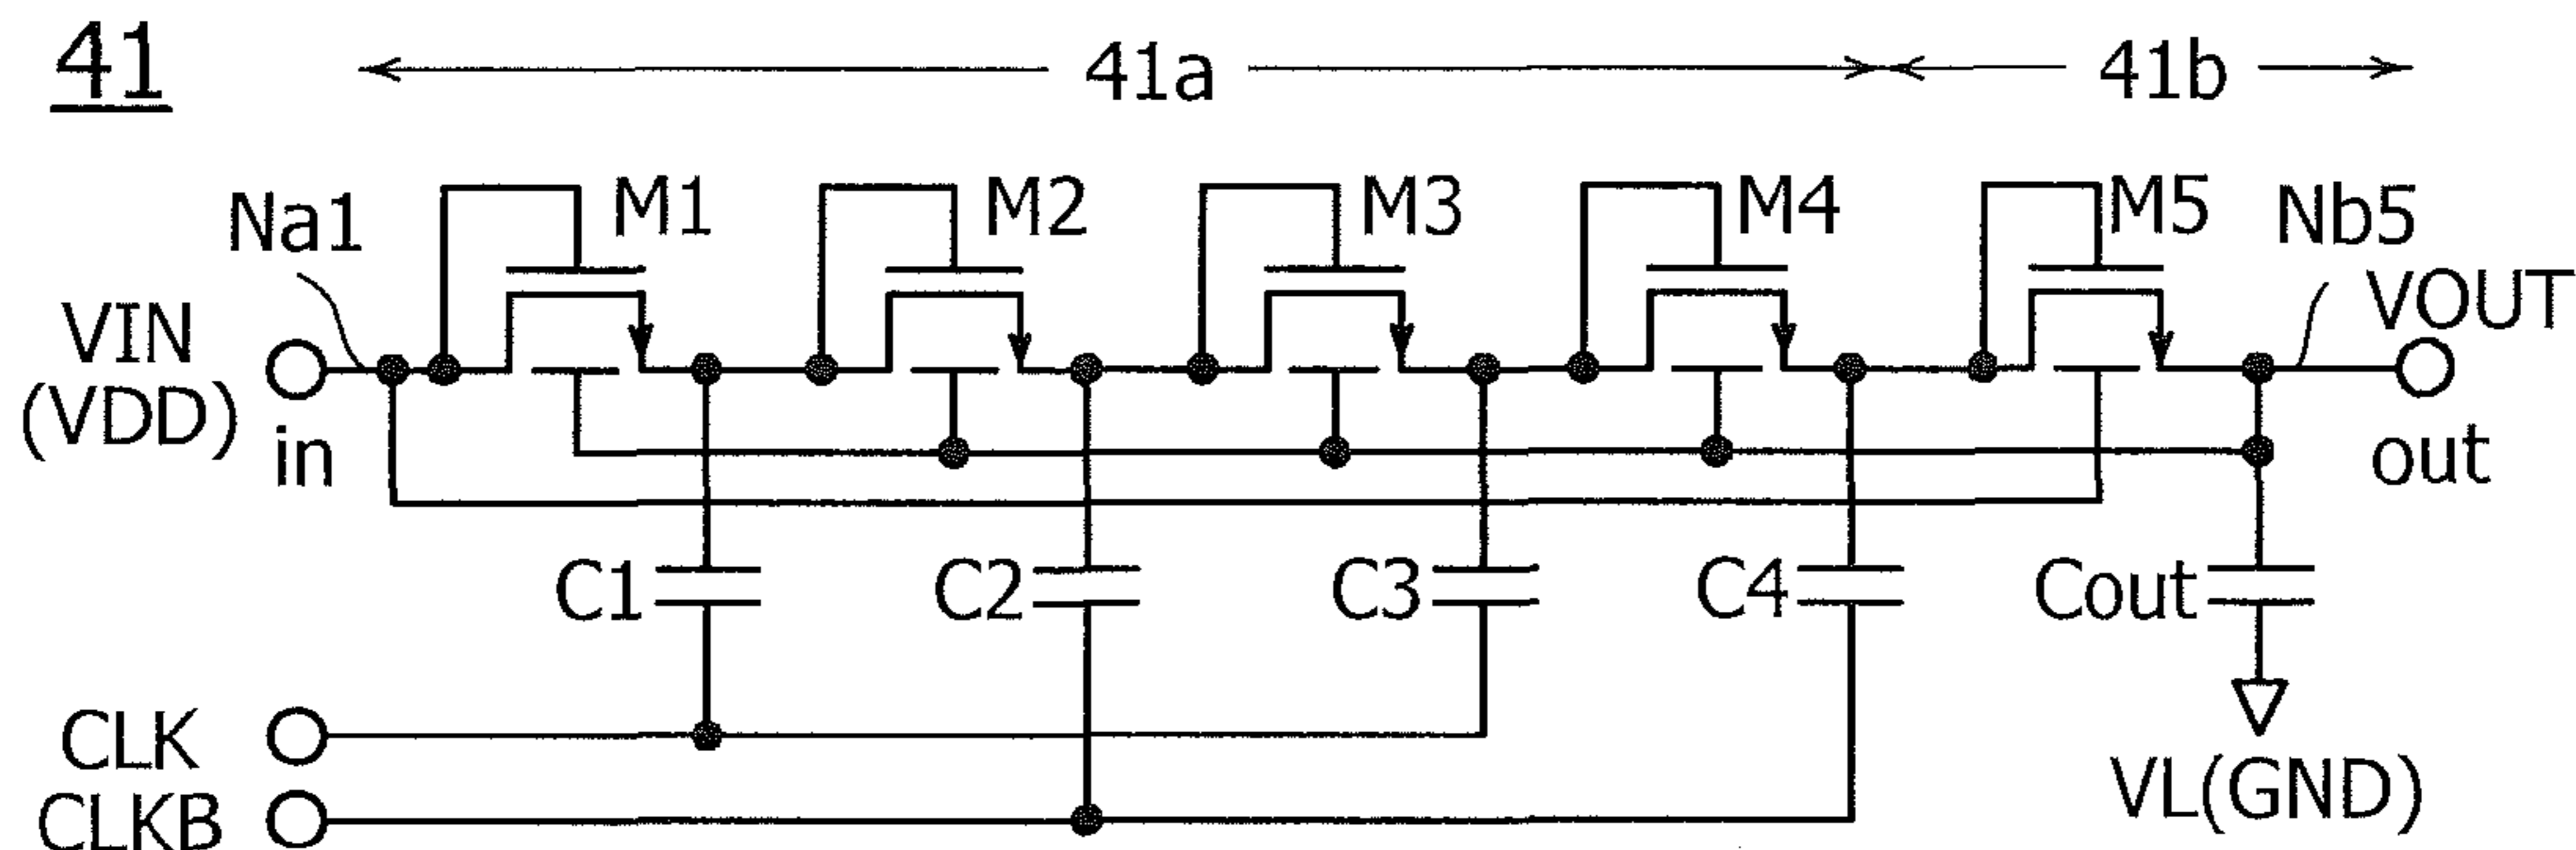 41
41a
41b
Na1
M1
M2
M3
M4
M5
Nb5
VIN
(VDD)
in
VOUT
out
C1
C2
C3
C4
Cout
CLK
CLKB
VL(GND)